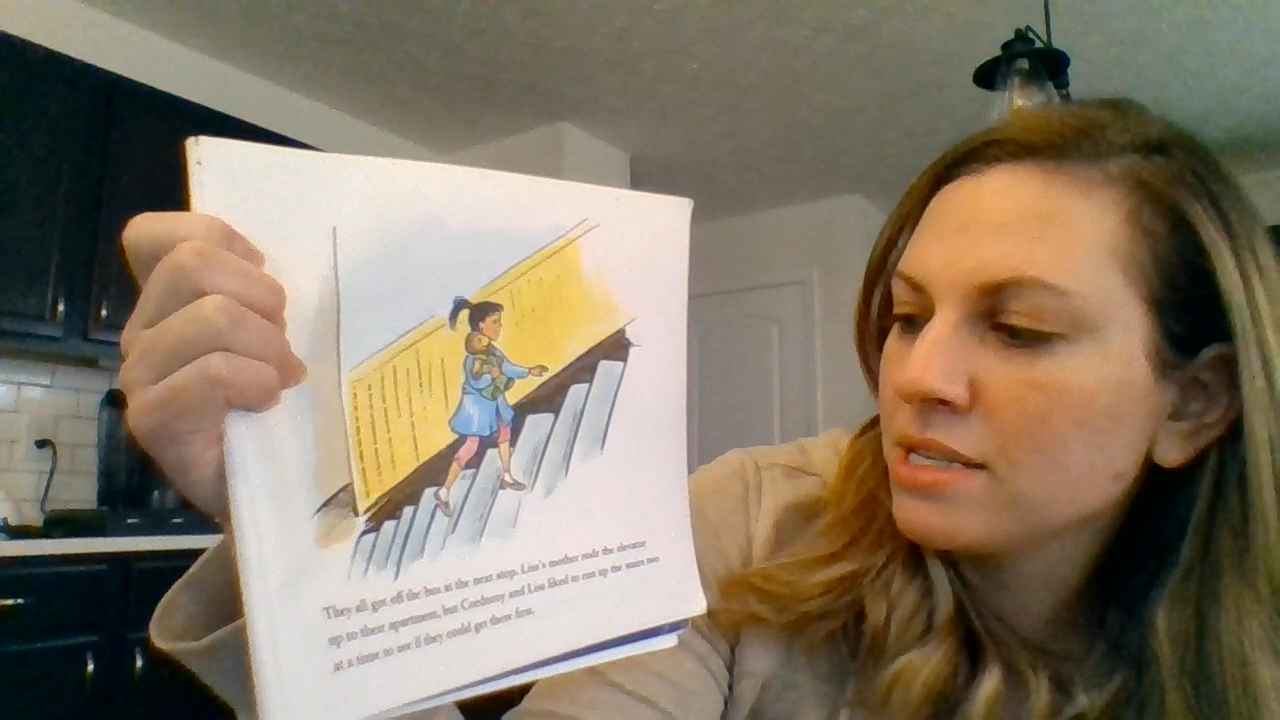 They all got off the bus at the next stop. Lisa's mother rode the elevator
up to their apartment, but Corduroy and Lisa liked to run up the stairs two
at a time to see if they could get there first.